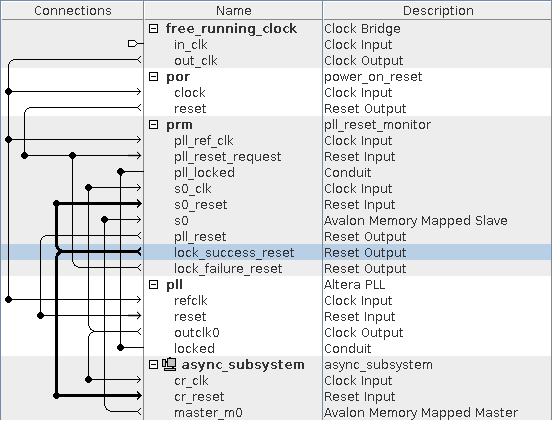 Connections Name Description
free_running_clock Clock Bridge
in_clk Clock Input
out_clk Clock Output
por power_on_reset
clock Clock Input
reset Reset Output
prm pll_reset_monitor
pll_ref_clk Clock Input
pll_reset_request Reset Input
pll_locked Conduit
s0_clk Clock Input
s0_reset Reset Input
s0 Avalon Memory Mapped Slave
pll_reset Reset Output
lock_success_reset Reset Output
lock_failure_reset Reset Output
pll Altera PLL
refclk Clock Input
reset Reset Input
outclk0 Clock Output
locked Conduit
async_subsystem async_subsystem
cr_clk Clock Input
cr_reset Reset Input
master_m0 Avalon Memory Mapped Master